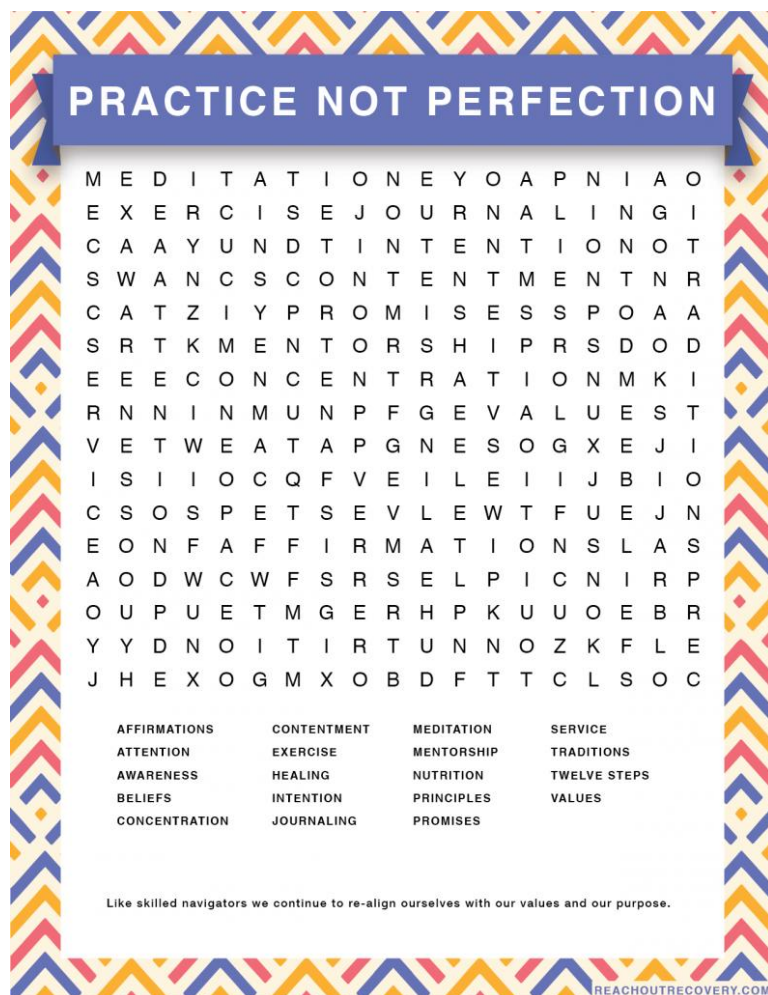 PRACTICE NOT PERFECTION
M E D I T A T I O N E Y O A P N I A O
E X E R C I S E J O U R N A L I N G I
C A A Y U N D T I N T E N T I O N O T
S W A N C S C O N T E N T M E N T N R
C A T Z I Y P R O M I S E S S P O A A
S R T K M E N T O R S H I P R S D O D
E E E C O N C E N T R A T I O N M K I
R N N I N M U N P F G E V A L U E S T
V E T W E A T A P G N E S O G X E J I
I S I I O C Q F V E I L E I I J B I O
C S O S P E T S E V L E W T F U E J N
E O N F A F F I R M A T I O N S L A S
A O D W C W F S R S E L P I C N I R P
O U P U E T M G E R H P K U U O E B R
Y Y D N O I T I R T U N N O Z K F L E
J H E X O G M X O B D F T T C L S O C
AFFIRMATIONS CONTENTMENT MEDITATION SERVICE
ATTENTION EXERCISE MENTORSHIP TRADITIONS
AWARENESS HEALING NUTRITION TWELVE STEPS
BELIEFS INTENTION PRINCIPLES VALUES
CONCENTRATION JOURNALING PROMISES
Like skilled navigators we continue to re-align ourselves with our values and our purpose.
REACHOUTRECOVERY.COM